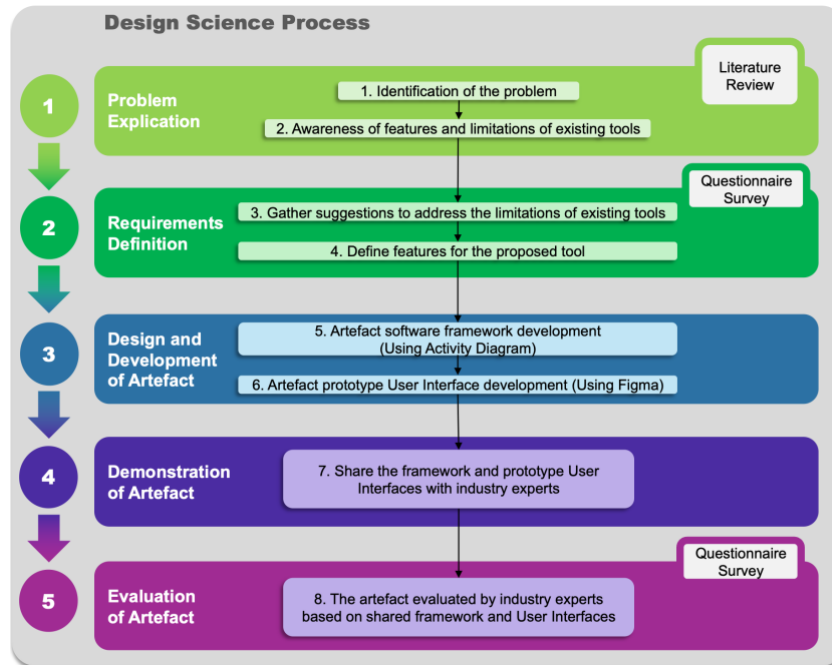 Design Science Process
Literature
Review
1
Problem
Explication
1. Identification of the problem
2. Awareness of features and limitations of existing tools
Questionnaire
Survey
2
Requirements
Definition
3. Gather suggestions to address the limitations of existing tools
4. Define features for the proposed tool
3
Design and
Development
of Artefact
5. Artefact software framework development
(Using Activity Diagram)
6. Artefact prototype User Interface development (Using Figma)
4
Demonstration
of Artefact
7. Share the framework and prototype User
Interfaces with industry experts
Questionnaire
Survey
5
Evaluation
of Artefact
8. The artefact evaluated by industry experts
based on shared framework and User Interfaces